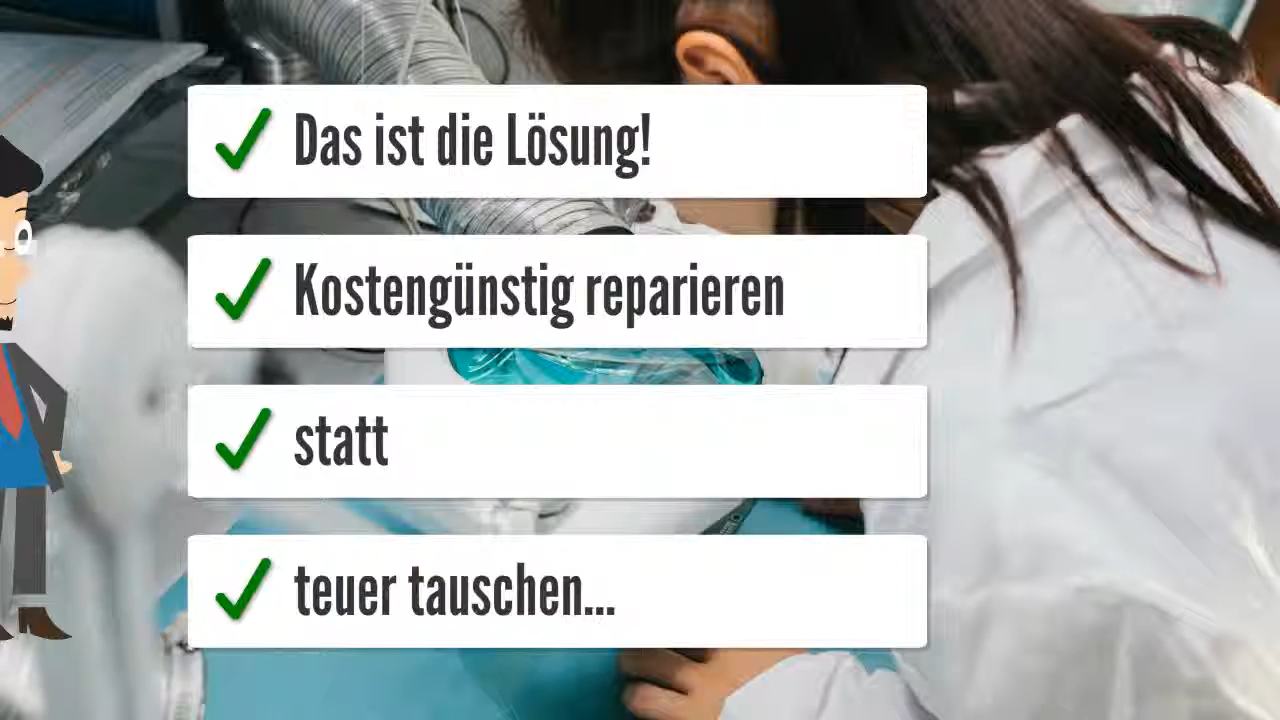 Das ist die Lösung!
Kostengünstig reparieren
statt
teuer tauschen...